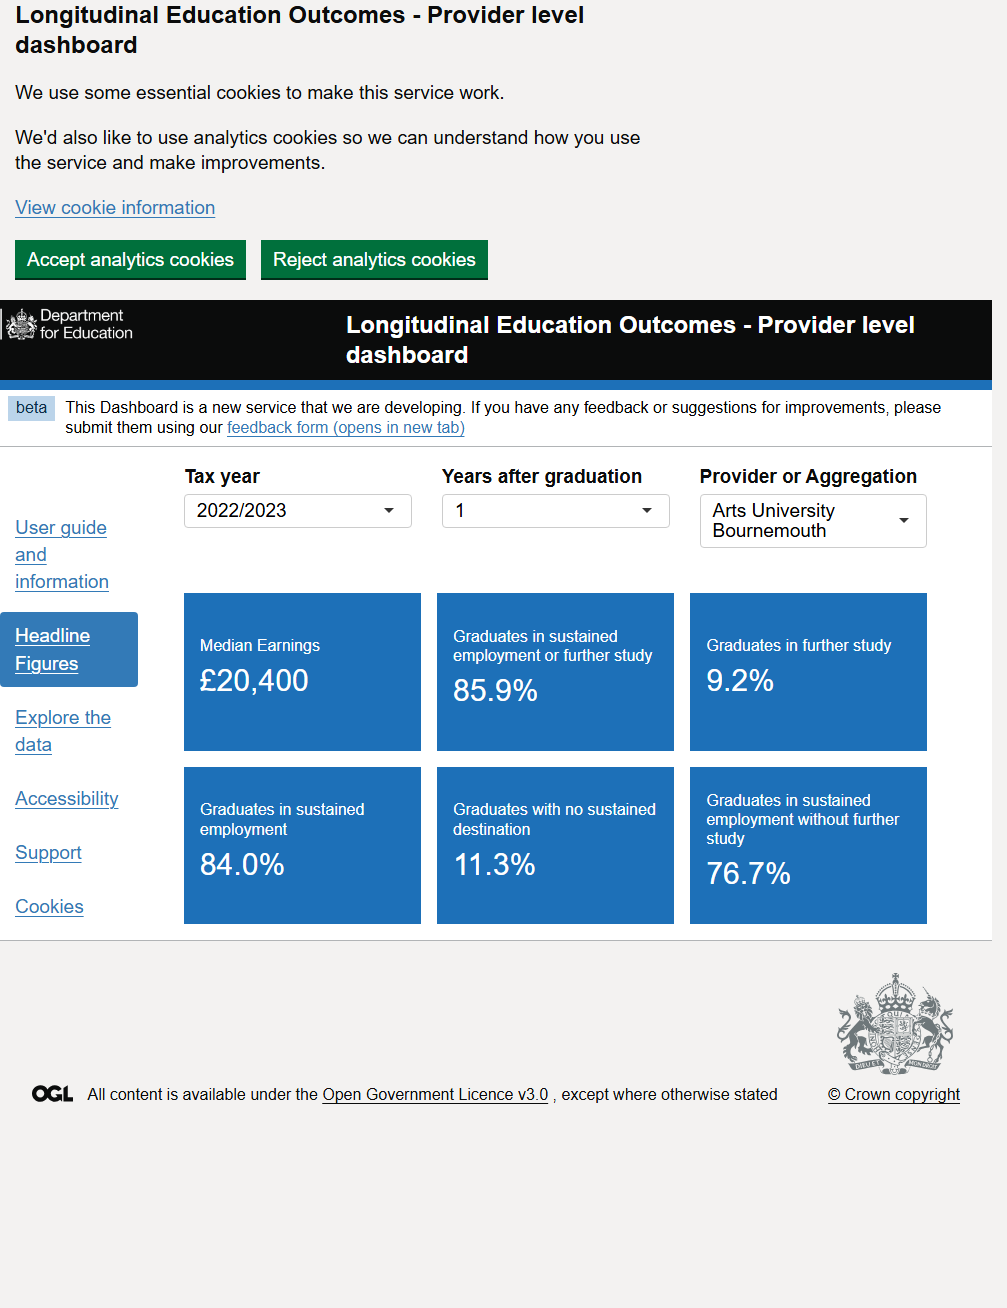 Longitudinal Education Outcomes - Provider level
dashboard
We use some essential cookies to make this service work.
We'd also like to use analytics cookies so we can understand how you use
the service and make improvements.
View cookie information
Accept analytics cookies
Reject analytics cookies
Department
for Education
Longitudinal Education Outcomes - Provider level
dashboard
beta
This Dashboard is a new service that we are developing. If you have any feedback or suggestions for improvements, please
submit them using our feedback form (opens in new tab)
User guide
and
information
Headline
Figures
Explore the
data
Accessibility
Support
Cookies
Tax year
2022/2023
Years after graduation
1
Provider or Aggregation
Arts University
Bournemouth
Median Earnings
£20,400
Graduates in sustained
employment or further study
85.9%
Graduates in further study
9.2%
Graduates in sustained
employment
84.0%
Graduates with no sustained
destination
11.3%
Graduates in sustained
employment without further
study
76.7%
OGL
All content is available under the Open Government Licence v3.0 , except where otherwise stated
© Crown copyright